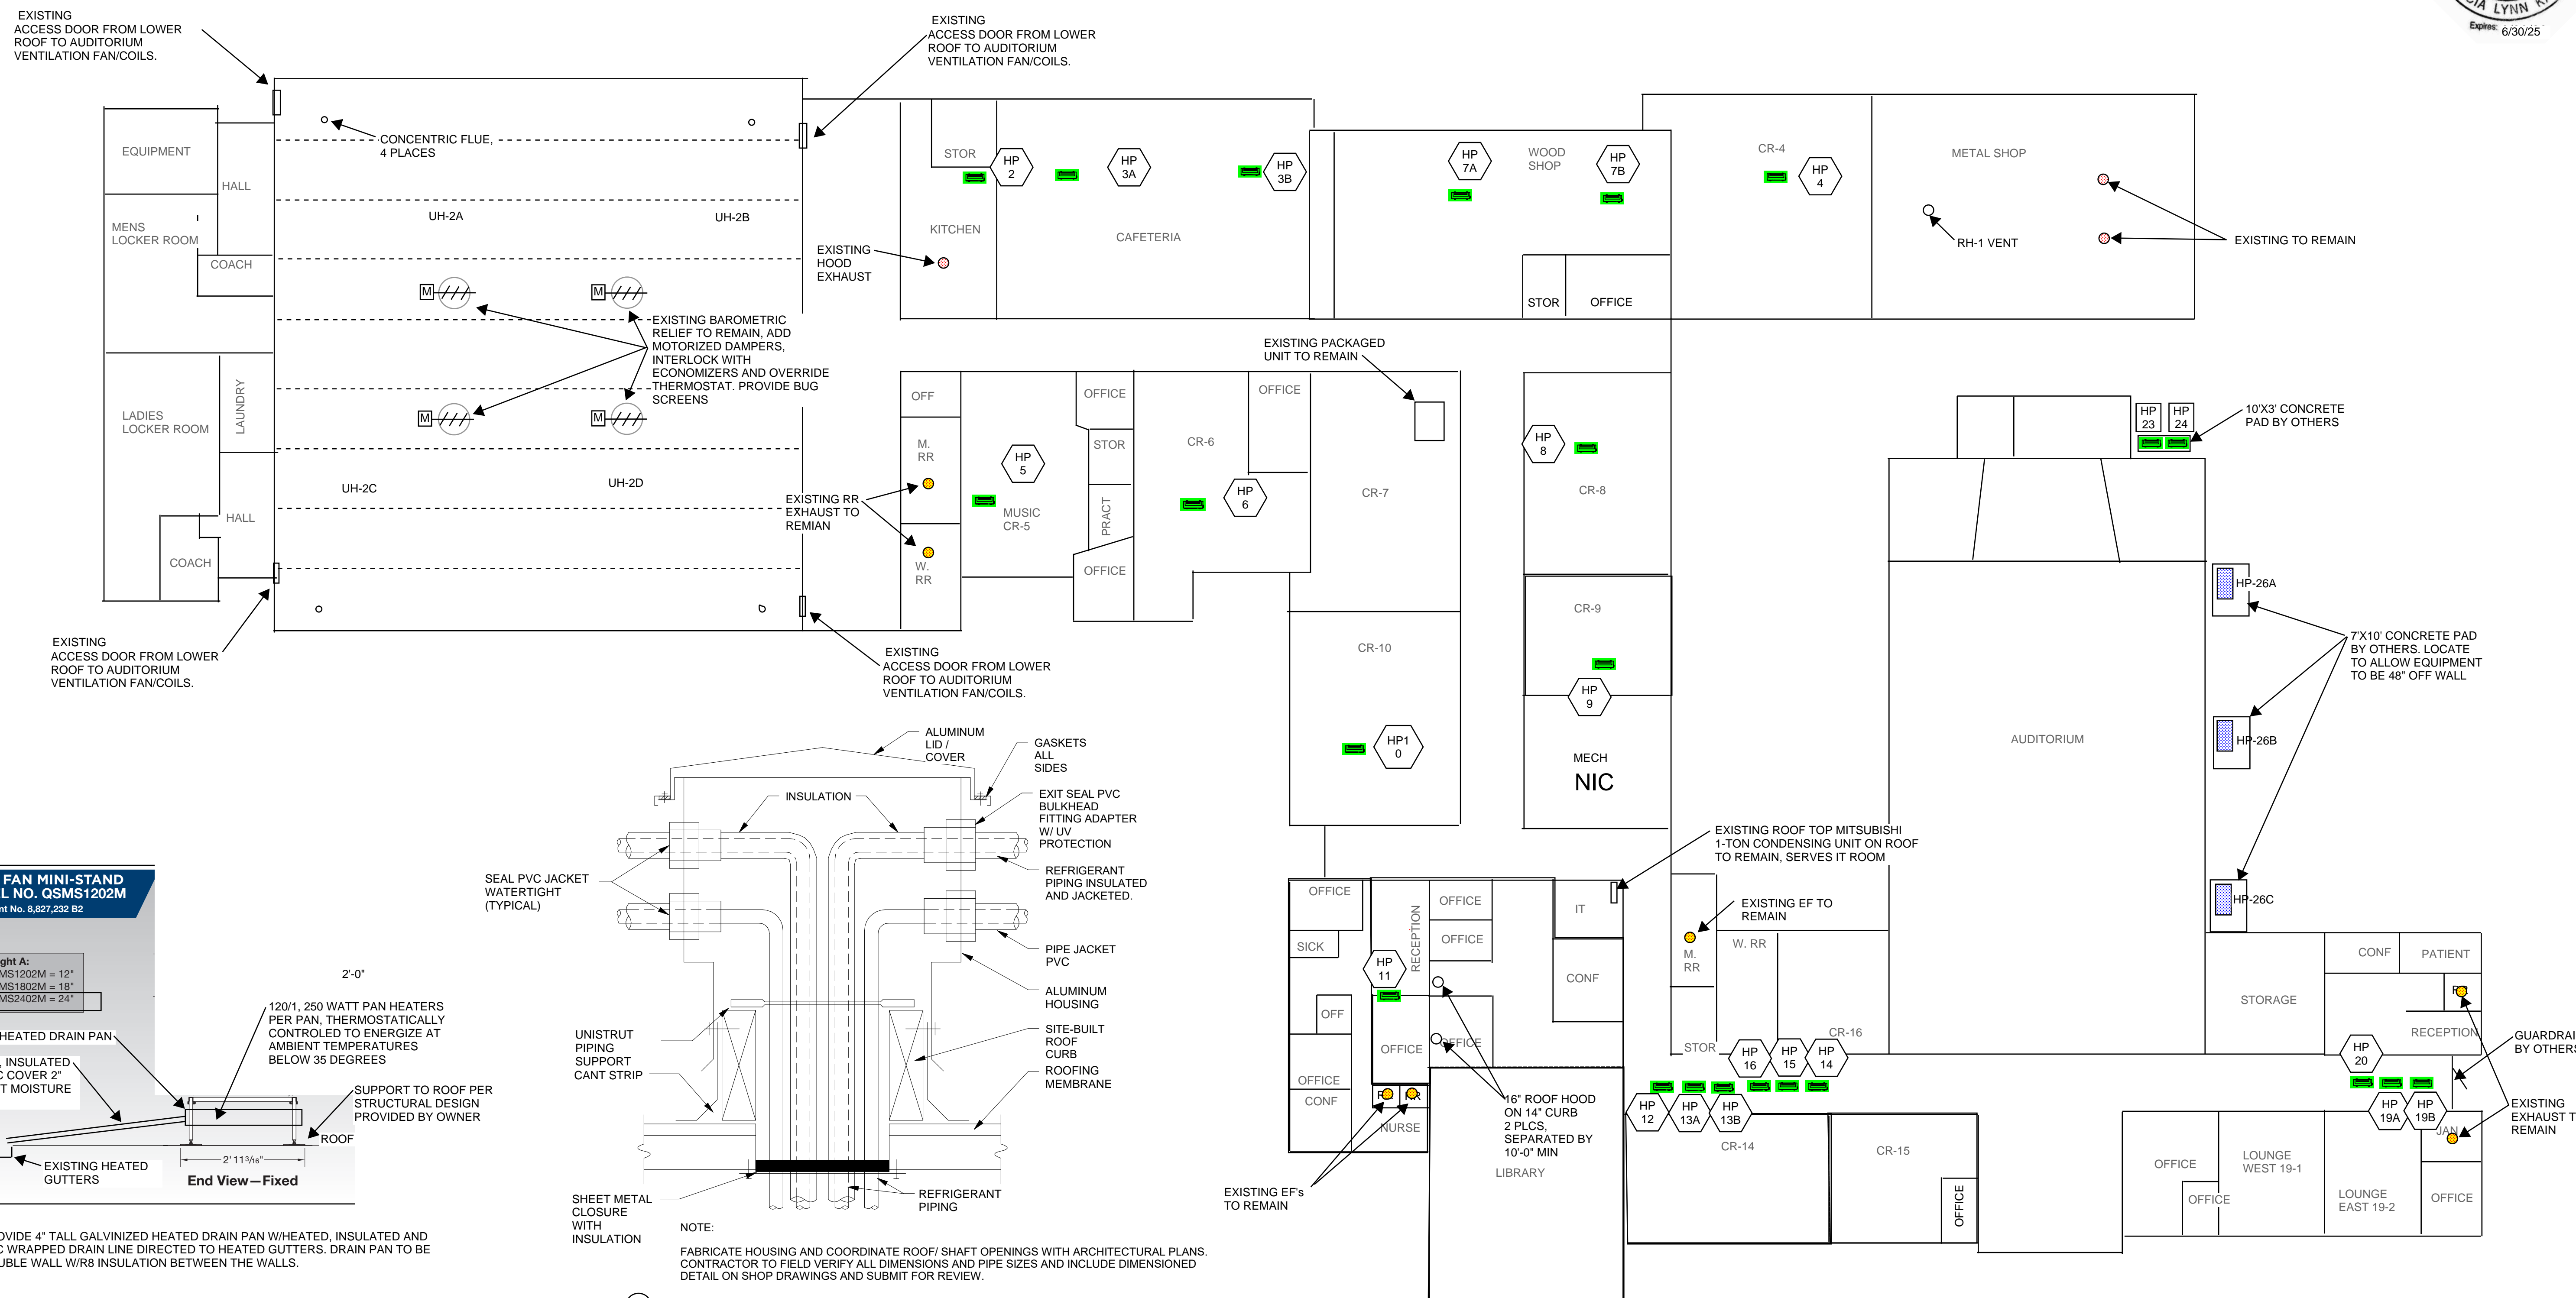 EXISTING
ACCESS DOOR FROM LOWER
ROOF TO AUDITORIUM
VENTILATION FAN/COILS.
EXISTING
ACCESS DOOR FROM LOWER
ROOF TO AUDITORIUM
VENTILATION FAN/COILS.
LYNN
Expires:
6/30/25
CONCENTRIC FLUE,
4 PLACES
EQUIPMENT
HALL
MENS
LOCKER ROOM
COACH
UH-2A
UH-2B
STOR
HP
2
HP
3A
HP
3B
KITCHEN
CAFETERIA
EXISTING
HOOD
EXHAUST
HP
7A
WOOD
SHOP
HP
7B
STOR
OFFICE
CR-4
HP
4
METAL SHOP
RH-1 VENT
EXISTING TO REMAIN
M
M
M
M
EXISTING BAROMETRIC
RELIEF TO REMAIN, ADD
MOTORIZED DAMPERS,
INTERLOCK WITH
ECONOMIZERS AND OVERRIDE
THERMOSTAT. PROVIDE BUG
SCREENS
LADIES
LOCKER ROOM
LAUNDRY
UH-2C
UH-2D
HALL
COACH
EXISTING PACKAGED
UNIT TO REMAIN
OFF
M.
RR
W.
RR
EXISTING RR
EXHAUST TO
REMIAN
HP
5
MUSIC
CR-5
OFFICE
STOR
PRACT
OFFICE
CR-6
OFFICE
HP
6
CR-7
HP
8
CR-8
CR-9
HP
9
MECH
NIC
CR-10
HP1
0
HP
23
HP
24
10'X3' CONCRETE
PAD BY OTHERS
HP-26A
HP-26B
HP-26C
7'X10' CONCRETE PAD
BY OTHERS. LOCATE
TO ALLOW EQUIPMENT
TO BE 48" OFF WALL
AUDITORIUM
EXISTING
ACCESS DOOR FROM LOWER
ROOF TO AUDITORIUM
VENTILATION FAN/COILS.
EXISTING
ACCESS DOOR FROM LOWER
ROOF TO AUDITORIUM
VENTILATION FAN/COILS.
ALUMINUM
LID /
COVER
GASKETS
ALL
SIDES
INSULATION
EXIT SEAL PVC
BULKHEAD
FITTING ADAPTER
W/ UV
PROTECTION
REFRIGERANT
PIPING INSULATED
AND JACKETED.
SEAL PVC JACKET
WATERTIGHT
(TYPICAL)
PIPE JACKET
PVC
ALUMINUM
HOUSING
UNISTRUT
PIPING
SUPPORT
CANT STRIP
SITE-BUILT
ROOF
CURB
ROOFING
MEMBRANE
SHEET METAL
CLOSURE
WITH
INSULATION
REFRIGERANT
PIPING
NOTE:
FABRICATE HOUSING AND COORDINATE ROOF/ SHAFT OPENINGS WITH ARCHITECTURAL PLANS.
CONTRACTOR TO FIELD VERIFY ALL DIMENSIONS AND PIPE SIZES AND INCLUDE DIMENSIONED
DETAIL ON SHOP DRAWINGS AND SUBMIT FOR REVIEW.
FAN MINI-STAND
L NO. QSMS1202M
nt No. 8,827,232 B2
ght A:
MS1202M = 12"
MS1802M = 18"
MS2402M = 24"
2'-0"
120/1, 250 WATT PAN HEATERS
PER PAN, THERMOSTATICALLY
CONTROLED TO ENERGIZE AT
AMBIENT TEMPERATURES
BELOW 35 DEGREES
HEATED DRAIN PAN
, INSULATED
C COVER 2"
T MOISTURE
SUPPORT TO ROOF PER
STRUCTURAL DESIGN
PROVIDED BY OWNER
ROOF
2' 11 3/16"
EXISTING HEATED
GUTTERS
End View—Fixed
OVIDE 4" TALL GALVINIZED HEATED DRAIN PAN W/HEATED, INSULATED AND
C WRAPPED DRAIN LINE DIRECTED TO HEATED GUTTERS. DRAIN PAN TO BE
UBLE WALL W/R8 INSULATION BETWEEN THE WALLS.
EXISTING ROOF TOP MITSUBISHI
1-TON CONDENSING UNIT ON ROOF
TO REMAIN, SERVES IT ROOM
OFFICE
SICK
RECEPTION
OFFICE
OFFICE
IT
CONF
HP
11
OFF
OFFICE
OFFICE
OFFICE
CONF
NURSE
EXISTING EF's
TO REMAIN
16" ROOF HOOD
ON 14" CURB
2 PLCS,
SEPARATED BY
10'-0" MIN
LIBRARY
EXISTING EF TO
REMAIN
M.
RR
W. RR
STOR
CR-16
HP
16
HP
15
HP
14
HP
12
HP
13A
HP
13B
CR-14
CR-15
OFFICE
STORAGE
CONF
PATIENT
RECEPTION
HP
20
HP
19A
HP
19B
JAN
GUARDRAI
BY OTHERS
EXISTING
EXHAUST T
REMAIN
OFFICE
OFFICE
LOUNGE
WEST 19-1
LOUNGE
EAST 19-2
OFFICE